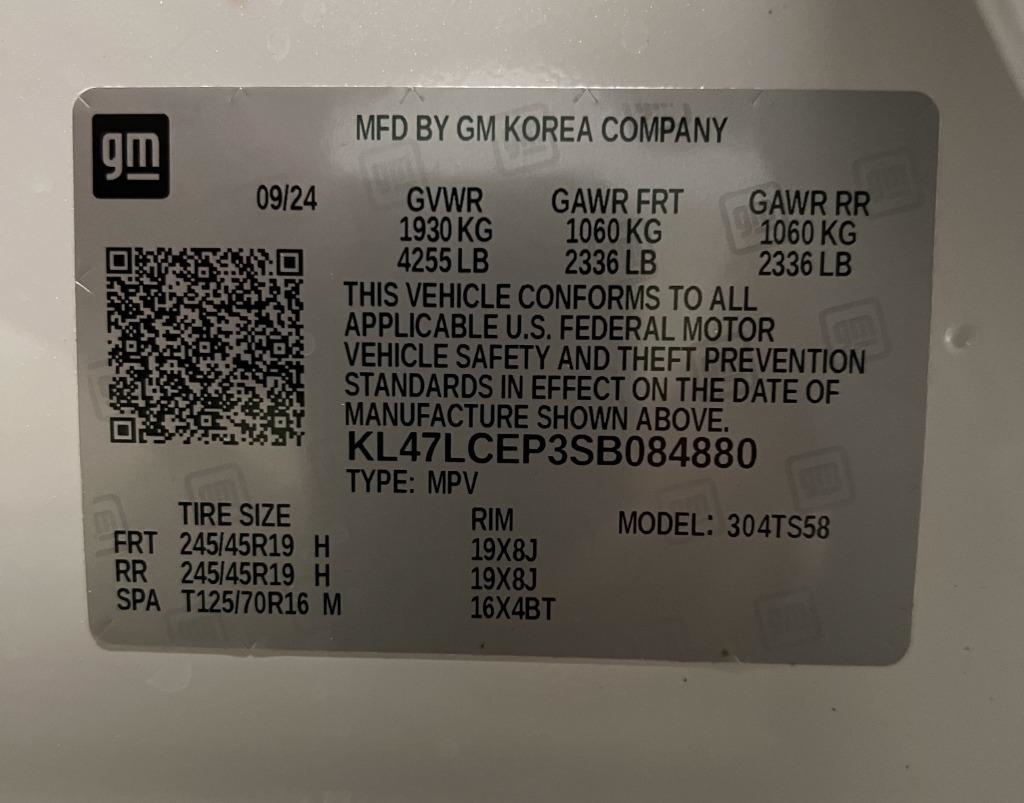 gm
MFD BY GM KOREA COMPANY
09/24 GVWR GAWR FRT GAWR RR
1930 KG 1060 KG 1060 KG
4255 LB 2336 LB 2336 LB
THIS VEHICLE CONFORMS TO ALL
APPLICABLE U.S. FEDERAL MOTOR
VEHICLE SAFETY AND THEFT PREVENTION
STANDARDS IN EFFECT ON THE DATE OF
MANUFACTURE SHOWN ABOVE.
KL47LCEP3SB084880
TYPE: MPV
TIRE SIZE RIM MODEL: 304TS58
FRT 245/45R19 H 19X8J
RR 245/45R19 H 19X8J
SPA T125/70R16 M 16X4BT